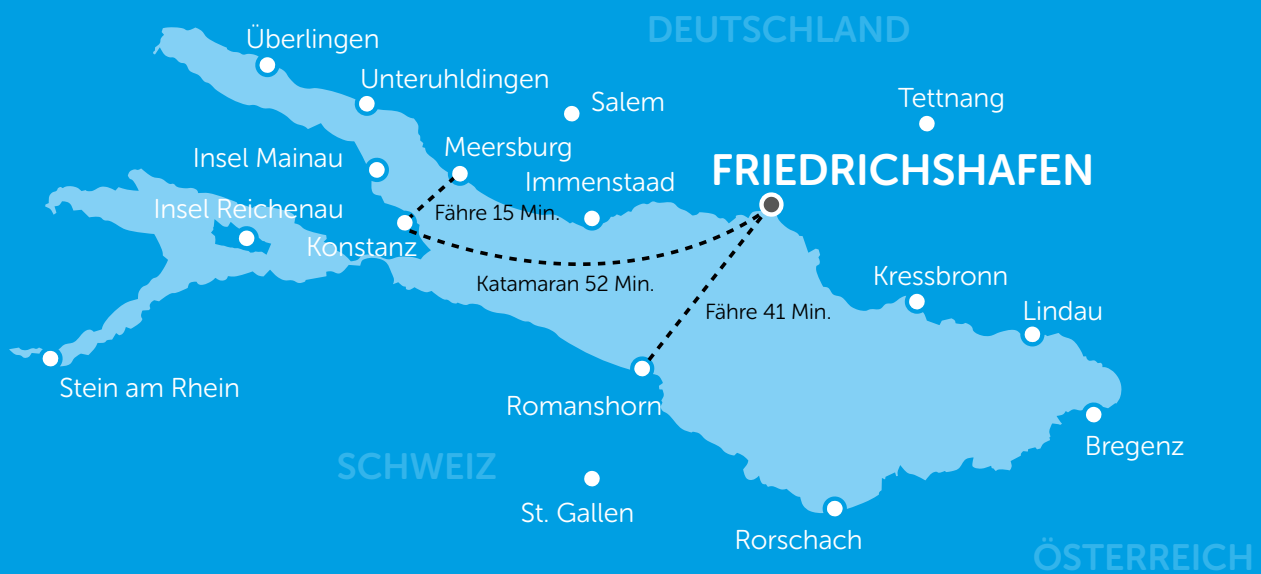 DEUTSCHLAND
Überlingen
Unteruhldingen
Salem
Tettnang
Insel Mainau
Meersburg
FRIEDRICHSHAFEN
Immenstaad
Insel Reichenau
Fähre 15 Min.
Konstanz
Katamaran 52 Min.
Kressbronn
Fähre 41 Min.
Lindau
Stein am Rhein
Romanshorn
Bregenz
SCHWEIZ
St. Gallen
Rorschach
ÖSTERREICH